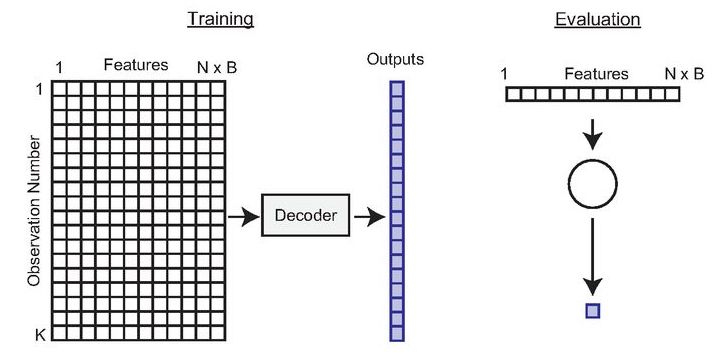 Training
1 Features N x B
1
Observation Number
K
Decoder
Outputs
Evaluation
1 Features N x B